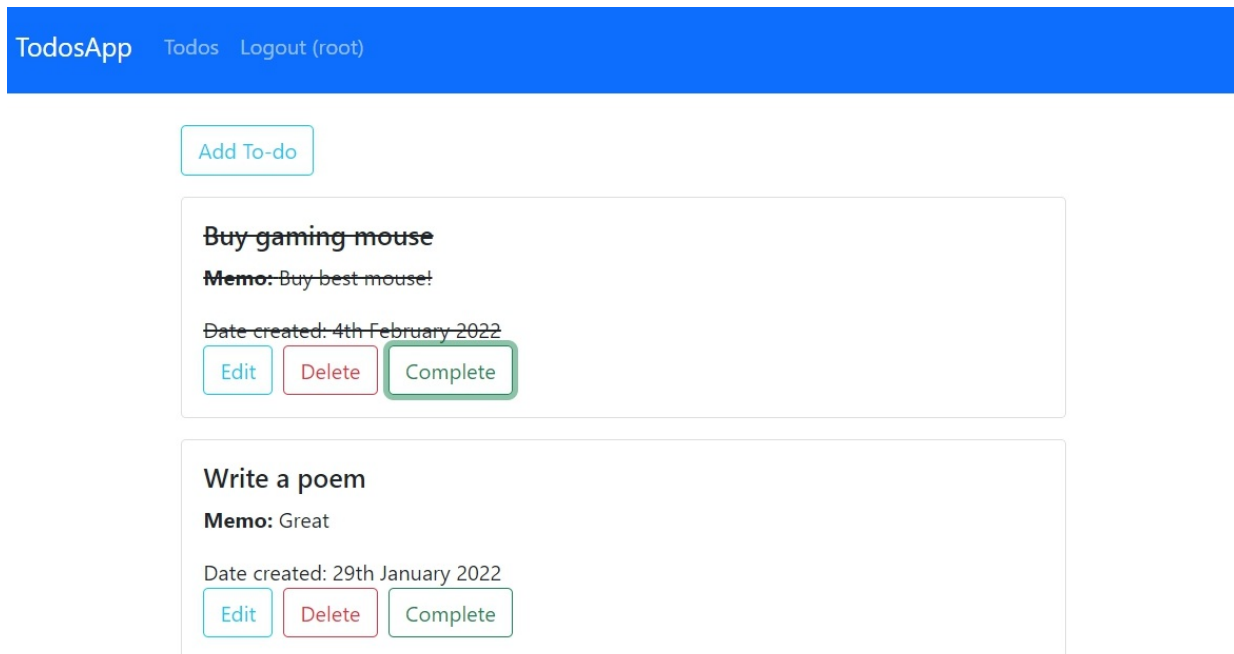 TodosApp Todos Logout (root)
Add To-do
Buy gaming mouse
Memo: Buy best mouse!
Date created: 4th February 2022
Edit Delete Complete
Write a poem
Memo: Great
Date created: 29th January 2022
Edit Delete Complete